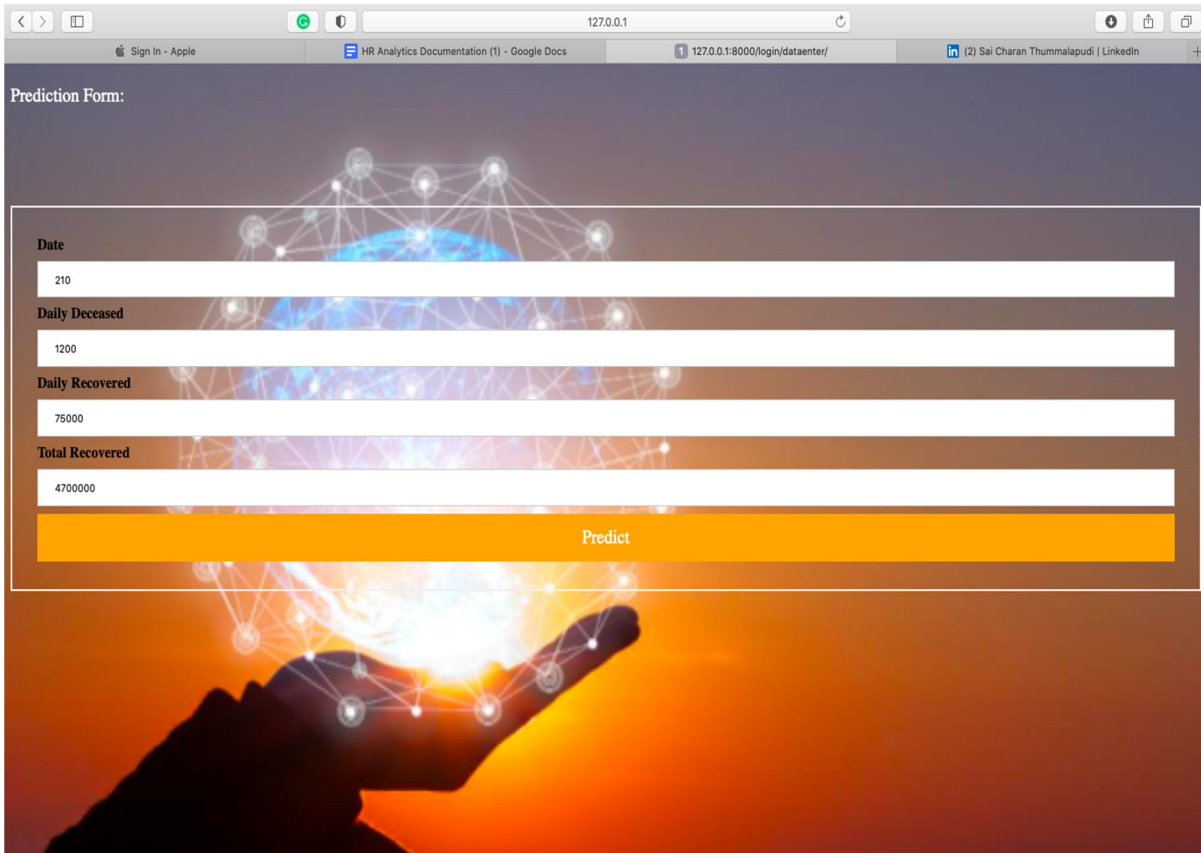 127.0.0.1
Sign In - Apple
HR Analytics Documentation (1) - Google Docs
1 127.0.0.1:8000/login/dataenter/
in (2) Sai Charan Thummalapudi | LinkedIn
Prediction Form:
Date
210
Daily Deceased
1200
Daily Recovered
75000
Total Recovered
4700000
Predict